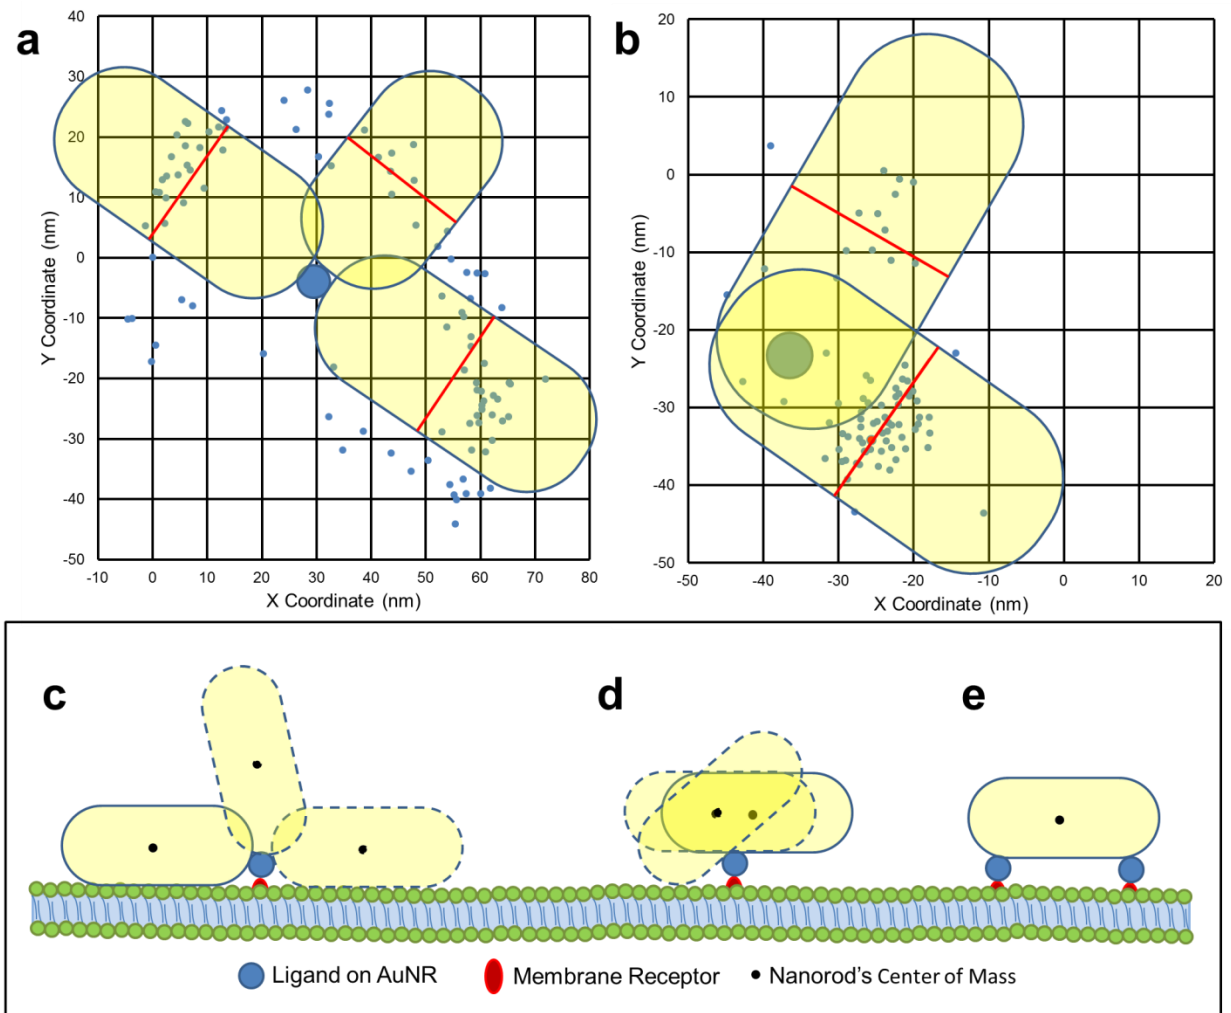 a
40
30
20
10
0
-10
-20
-30
-40
-50
Y Coordinate (nm)
-10 0 10 20 30 40 50 60 70 80
X Coordinate (nm)
b
20
10
0
-10
-20
-30
-40
-50
Y Coordinate (nm)
-50 -40 -30 -20 -10 0 10 20
X Coordinate (nm)
c d e
Ligand on AuNR Membrane Receptor Nanorod's Center of Mass